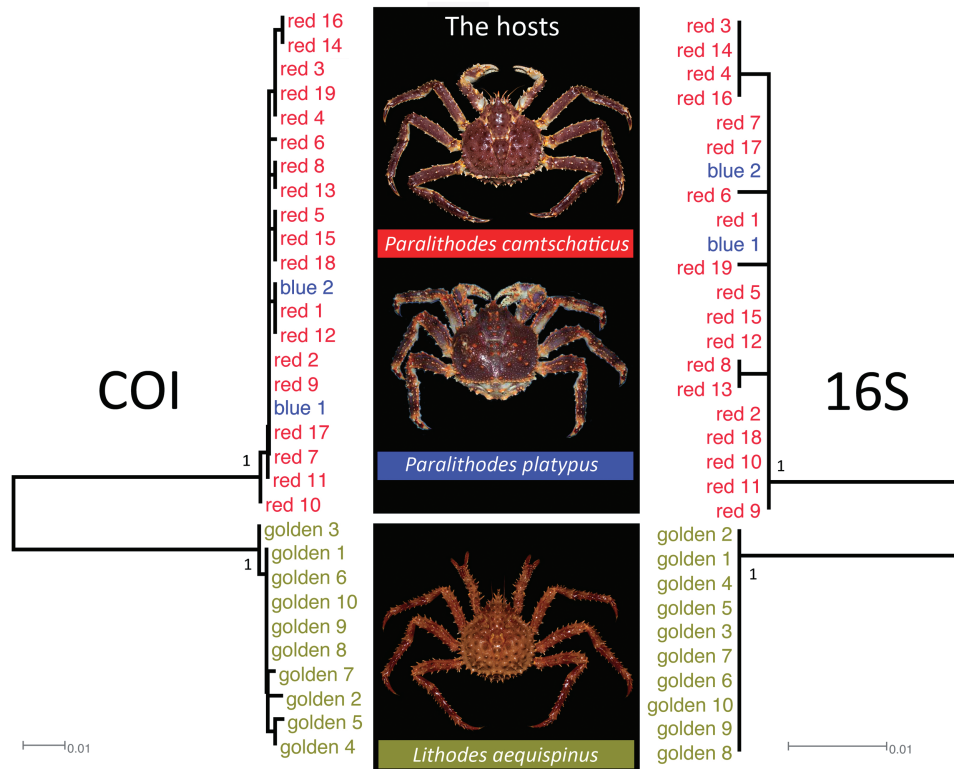 COI
red 16
red 14
red 3
red 19
red 4
red 6
red 8
red 13
red 5
red 15
red 18
blue 2
red 1
red 12
red 2
red 9
blue 1
red 17
red 7
red 11
red 10
1
golden 3
golden 1
golden 6
golden 10
golden 9
golden 8
golden 7
golden 2
golden 5
golden 4
1
0.01
The hosts
Paralithodes camtschaticus
Paralithodes platypus
Lithodes aequispinus
16S
red 3
red 14
red 4
red 16
red 7
red 17
blue 2
red 6
red 1
blue 1
red 19
red 5
red 15
red 12
red 8
red 13
red 2
red 18
red 10
red 11
red 9
1
golden 2
golden 1
golden 4
golden 5
golden 3
golden 7
golden 6
golden 10
golden 9
golden 8
1
0.01